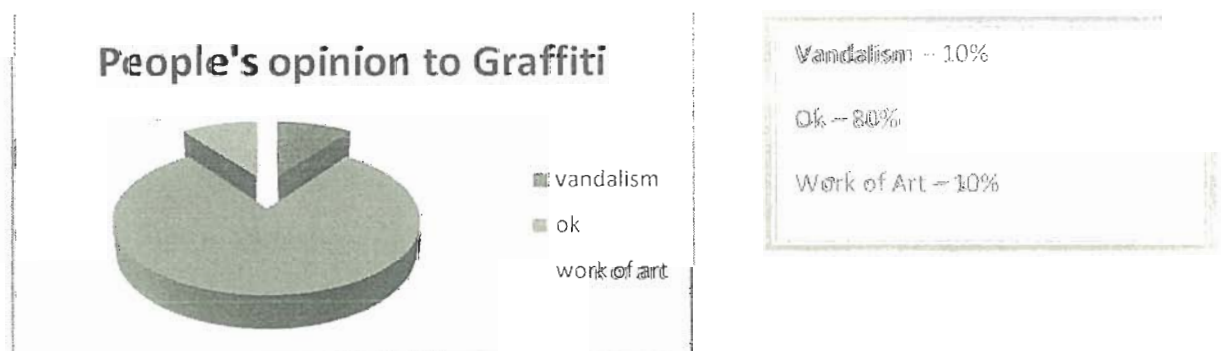 People's opinion to Graffiti
vandalism
ok
work of art
Vandalism – 10%
Ok – 80%
Work of Art – 10%